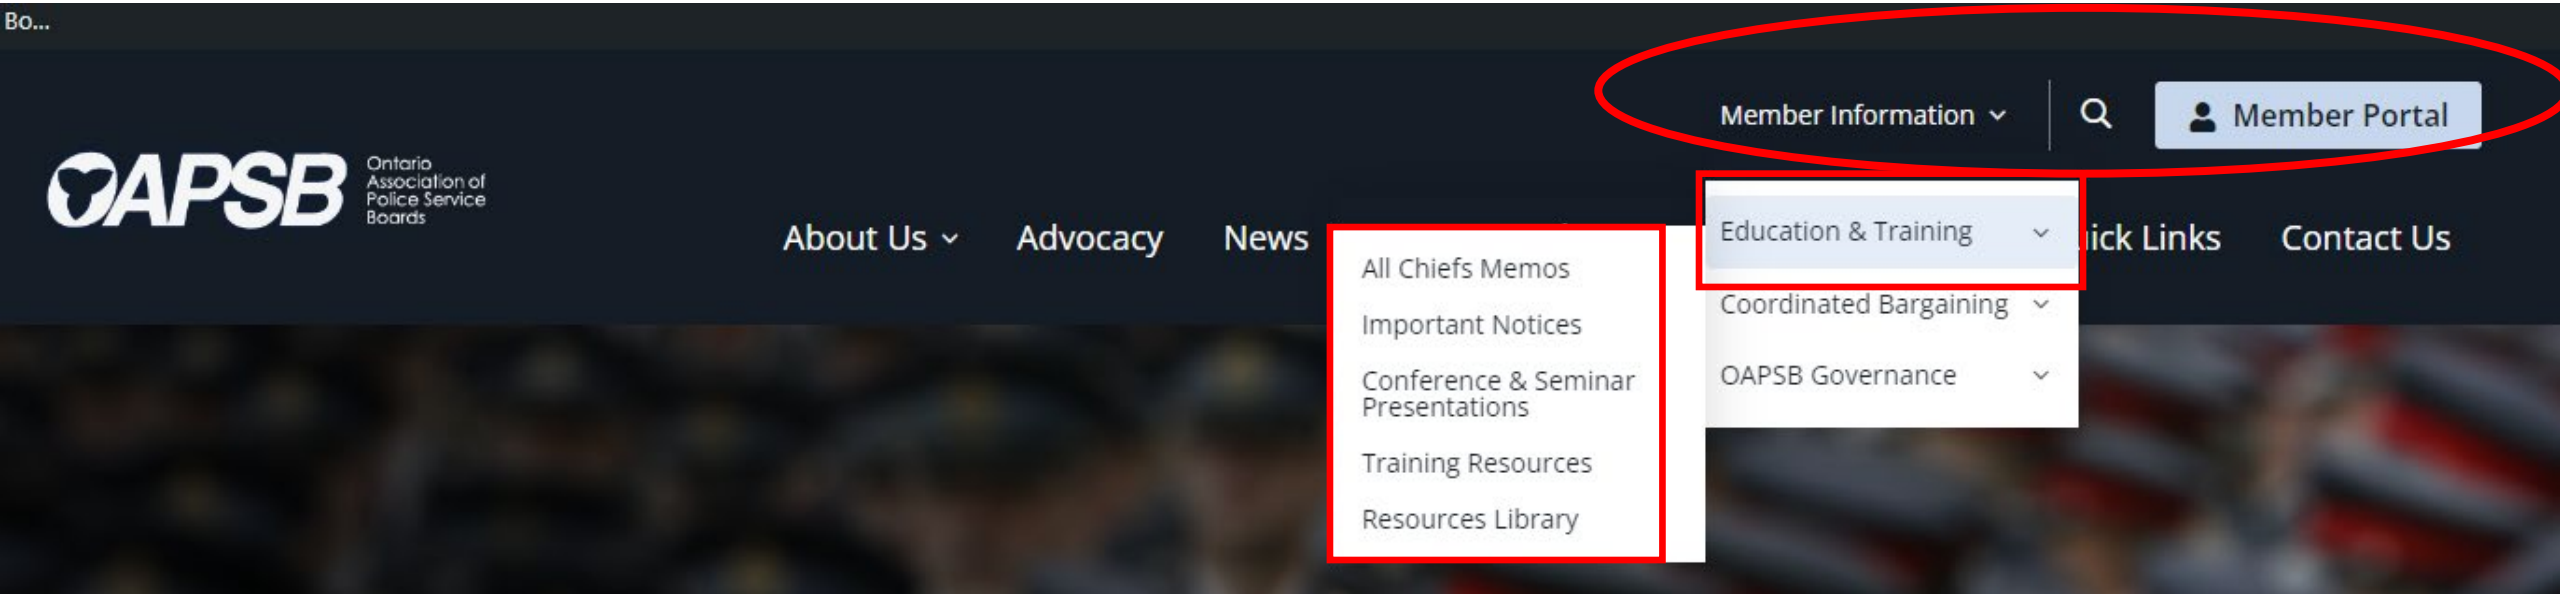 Bo...
Member Information
Member Portal
OAPSB
Ontario
Association of
Police Service
Boards
About Us
Advocacy
News
Links
Contact Us
Education & Training
Coordinated Bargaining
OAPSB Governance
All Chiefs Memos
Important Notices
Conference & Seminar
Presentations
Training Resources
Resources Library